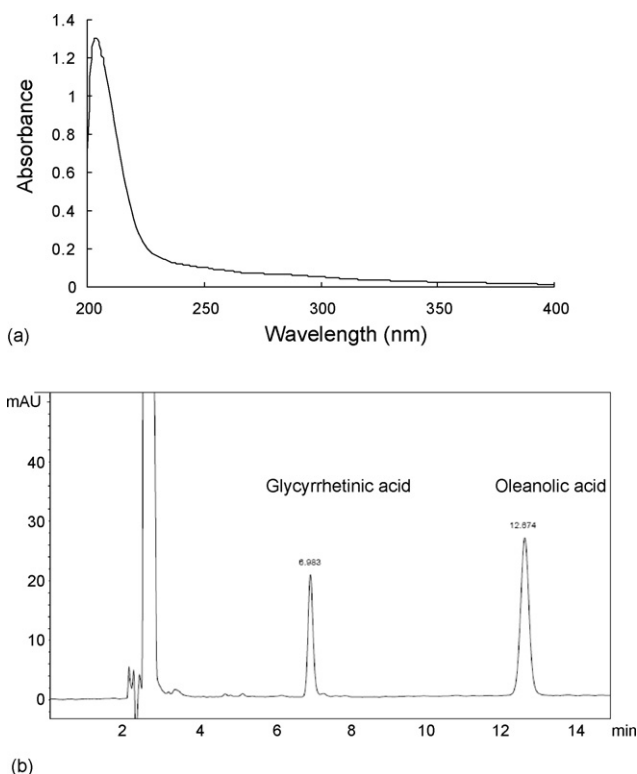 1.4
1.2
1
0.8
0.6
0.4
0.2
0
Absorbance
200 250 300 350 400
Wavelength (nm)
(a)
mAU
40
30
20
10
0
Glycyrrhetinic acid Oleanolic acid
6.983 12.674
2 4 6 8 10 12 14 min
(b)